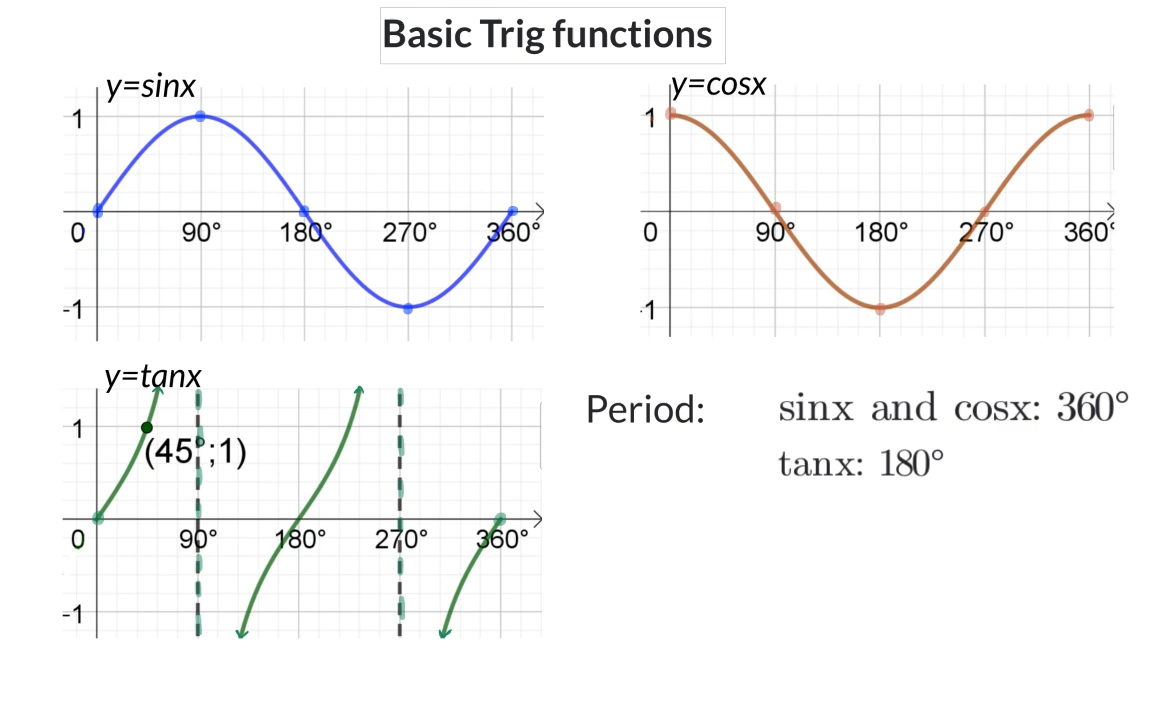 Basic Trig functions
y=sinx
1
0 90° 180° 270° 360°
-1
y=cosx
1
0 90° 180° 270° 360°
-1
y=tanx
1
(45°;1)
0 90° 180° 270° 360°
-1
Period: sinx and cosx: 360°
tanx: 180°